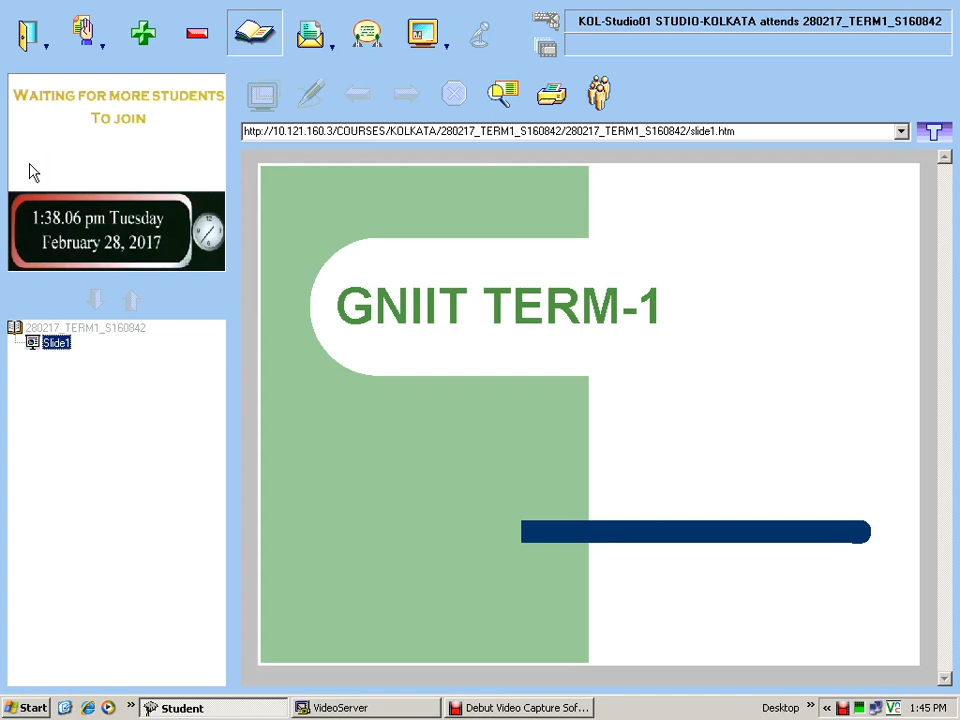 KOL-Studio01 STUDIO-KOLKATA attends 280217_TERM1_S160842
WAITING FOR MORE STUDENTS
TO JOIN
http://10.121.160.3/COURSES/KOLKATA/280217_TERM1_S160842/280217_TERM1_S160842/slide1.htm
T
1:38.06 pm Tuesday
February 28, 2017
280217_TERM1_S160842
Slide1
GNIIT TERM-1
Start
Student
VideoServer
Debut Video Capture Sof...
Desktop
1:45 PM